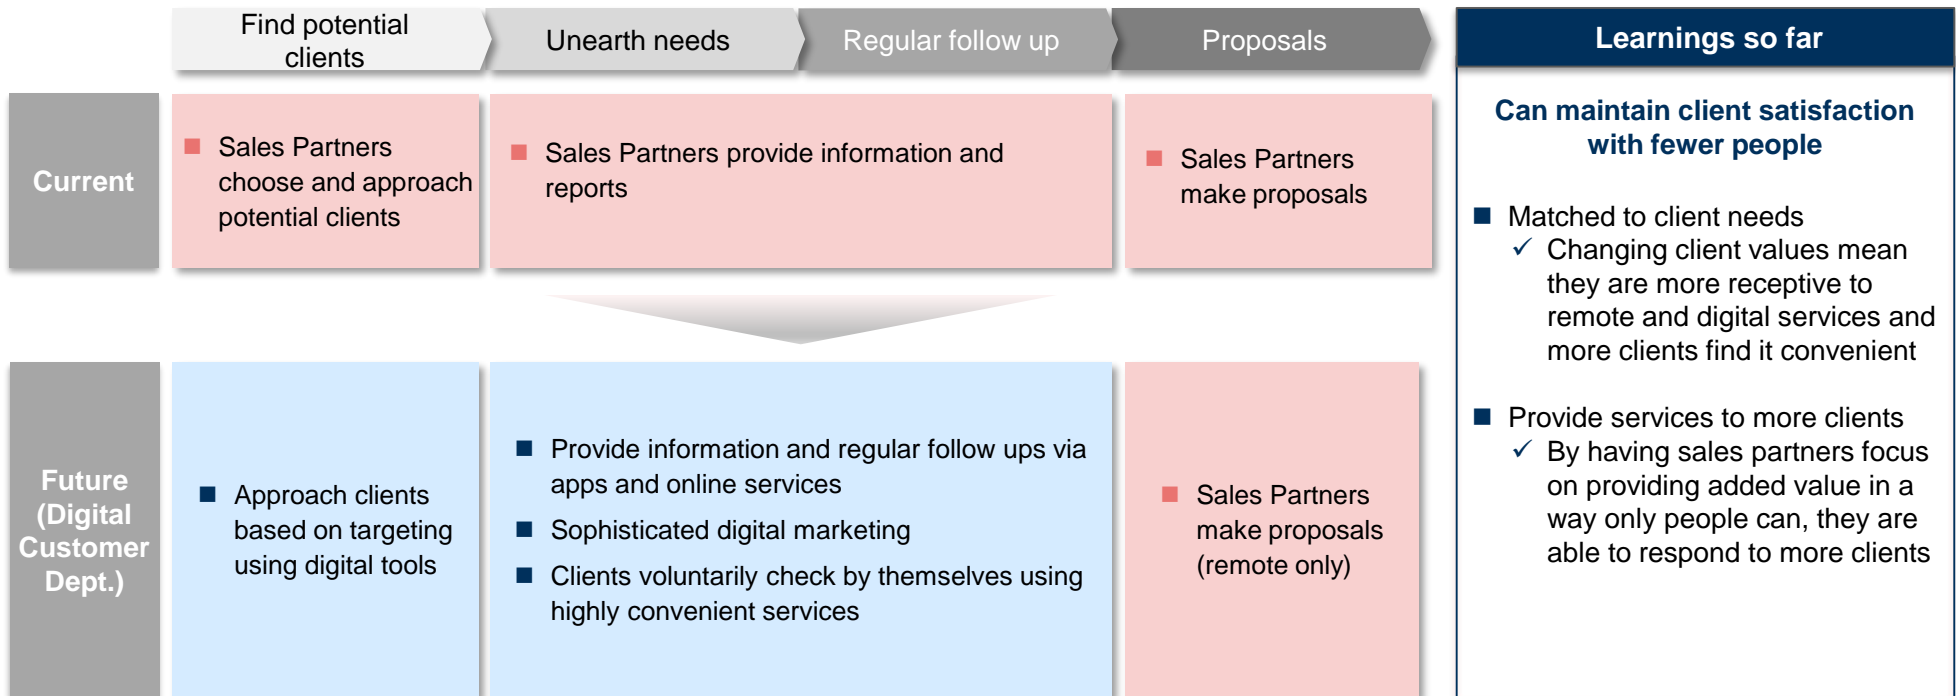 Find potential
clients
Unearth needs
Regular follow up
Proposals
Learnings so far
Current
■ Sales Partners
choose and approach
potential clients
■ Sales Partners provide information and
reports
■ Sales Partners
make proposals
Future
(Digital
Customer
Dept.)
■ Approach clients
based on targeting
using digital tools
■ Provide information and regular follow ups via
apps and online services
■ Sophisticated digital marketing
■ Clients voluntarily check by themselves using
highly convenient services
■ Sales Partners
make proposals
(remote only)
Can maintain client satisfaction
with fewer people
■ Matched to client needs
✓ Changing client values mean
they are more receptive to
remote and digital services and
more clients find it convenient
■ Provide services to more clients
✓ By having sales partners focus
on providing added value in a
way only people can, they are
able to respond to more clients